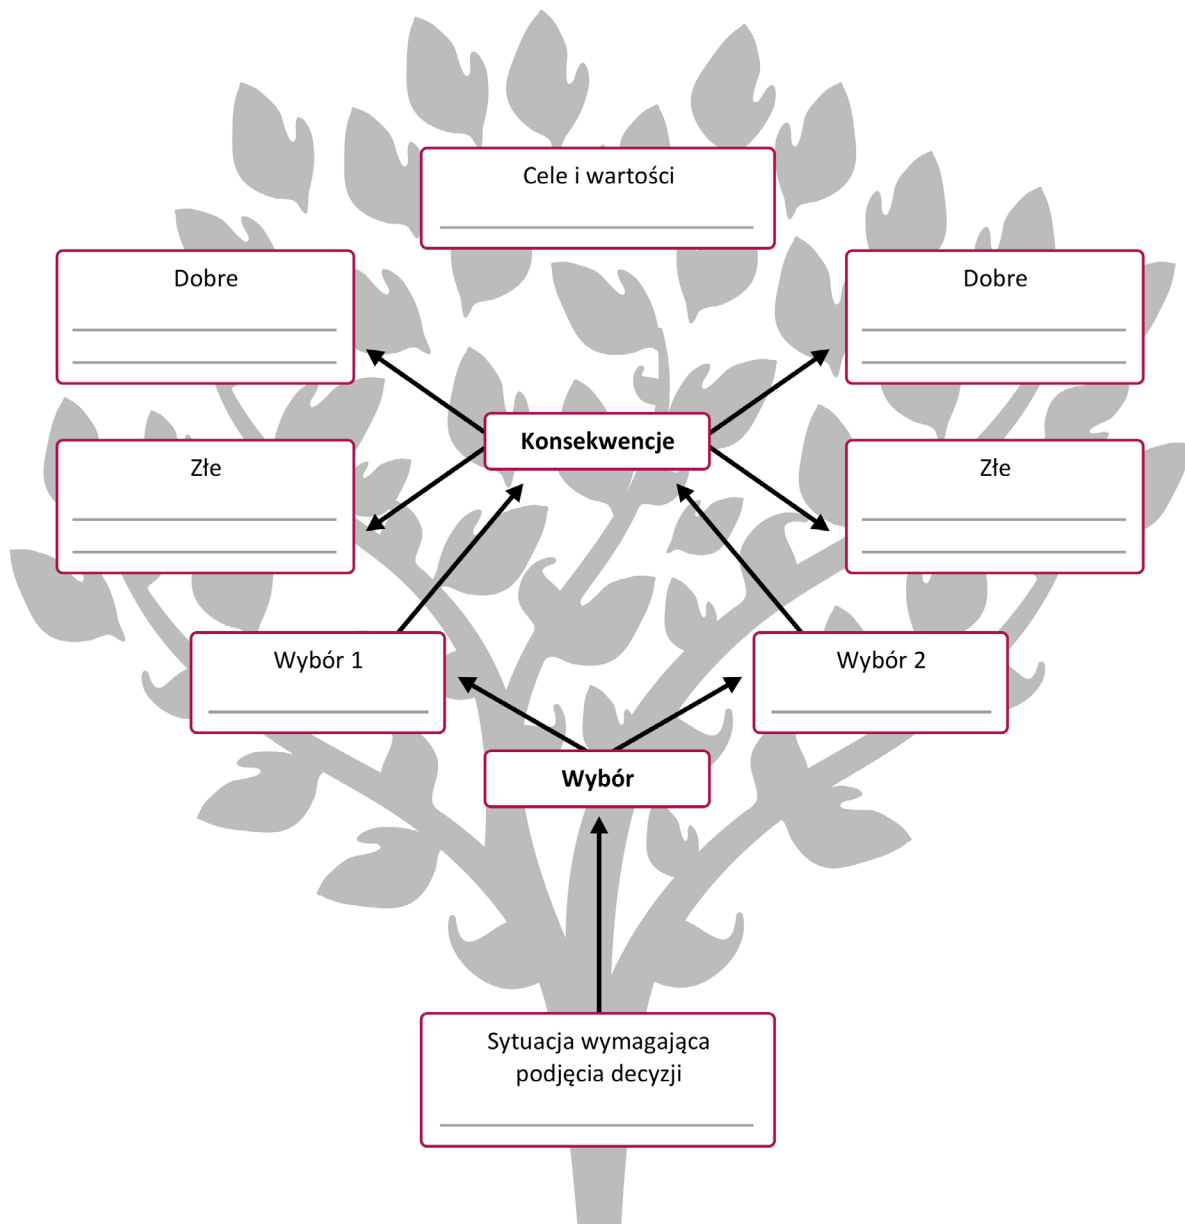 Cele i wartości
Dobre
Dobre
Konsekwencje
Złe
Złe
Wybór 1
Wybór 2
Wybór
Sytuacja wymagająca
podjęcia decyzji